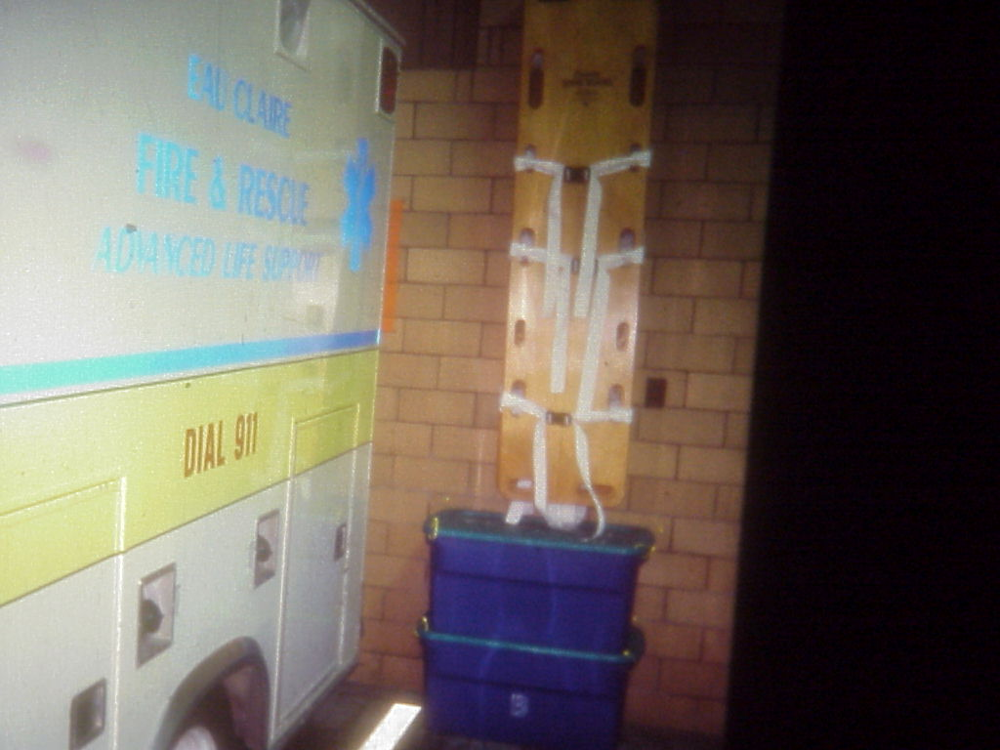 EAU CLAIRE
FIRE & RESCUE
ADVANCED LIFE SUPPORT
DIAL 911